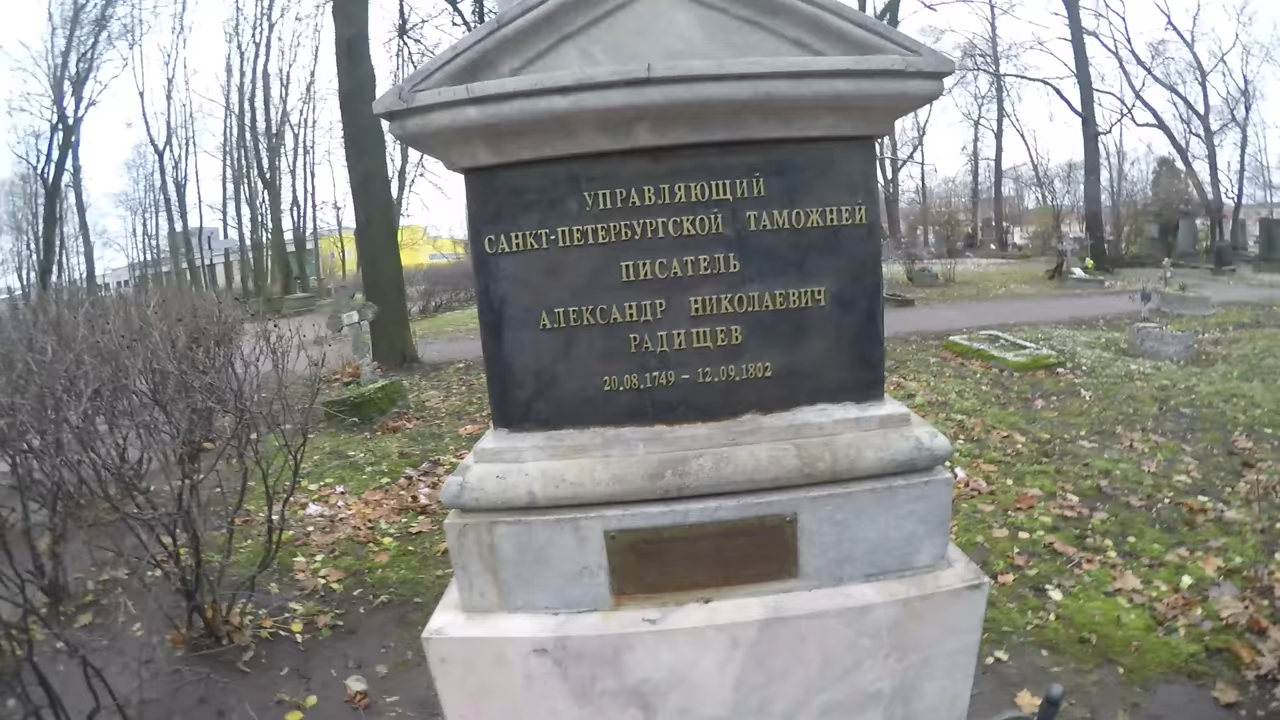 УПРАВЛЯЮЩИЙ
САНКТ-ПЕТЕРБУРГСКОЙ ТАМОЖНЕЙ
ПИСАТЕЛЬ
АЛЕКСАНДР НИКОЛАЕВИЧ
РАДИЩЕВ
20.08.1749 – 12.09.1802